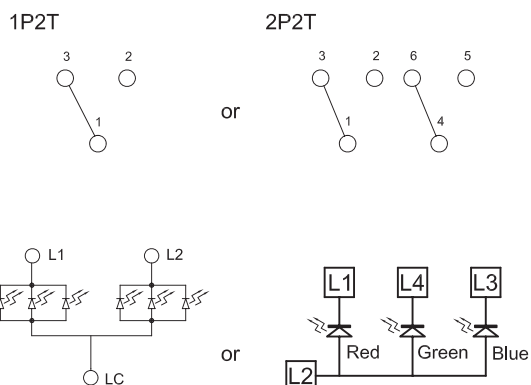 1P2T
2P2T
3 2
3 2 6 5
or
1
1 4
L1 L2
L1 L4 L3
Red Green Blue
or
LC
L2